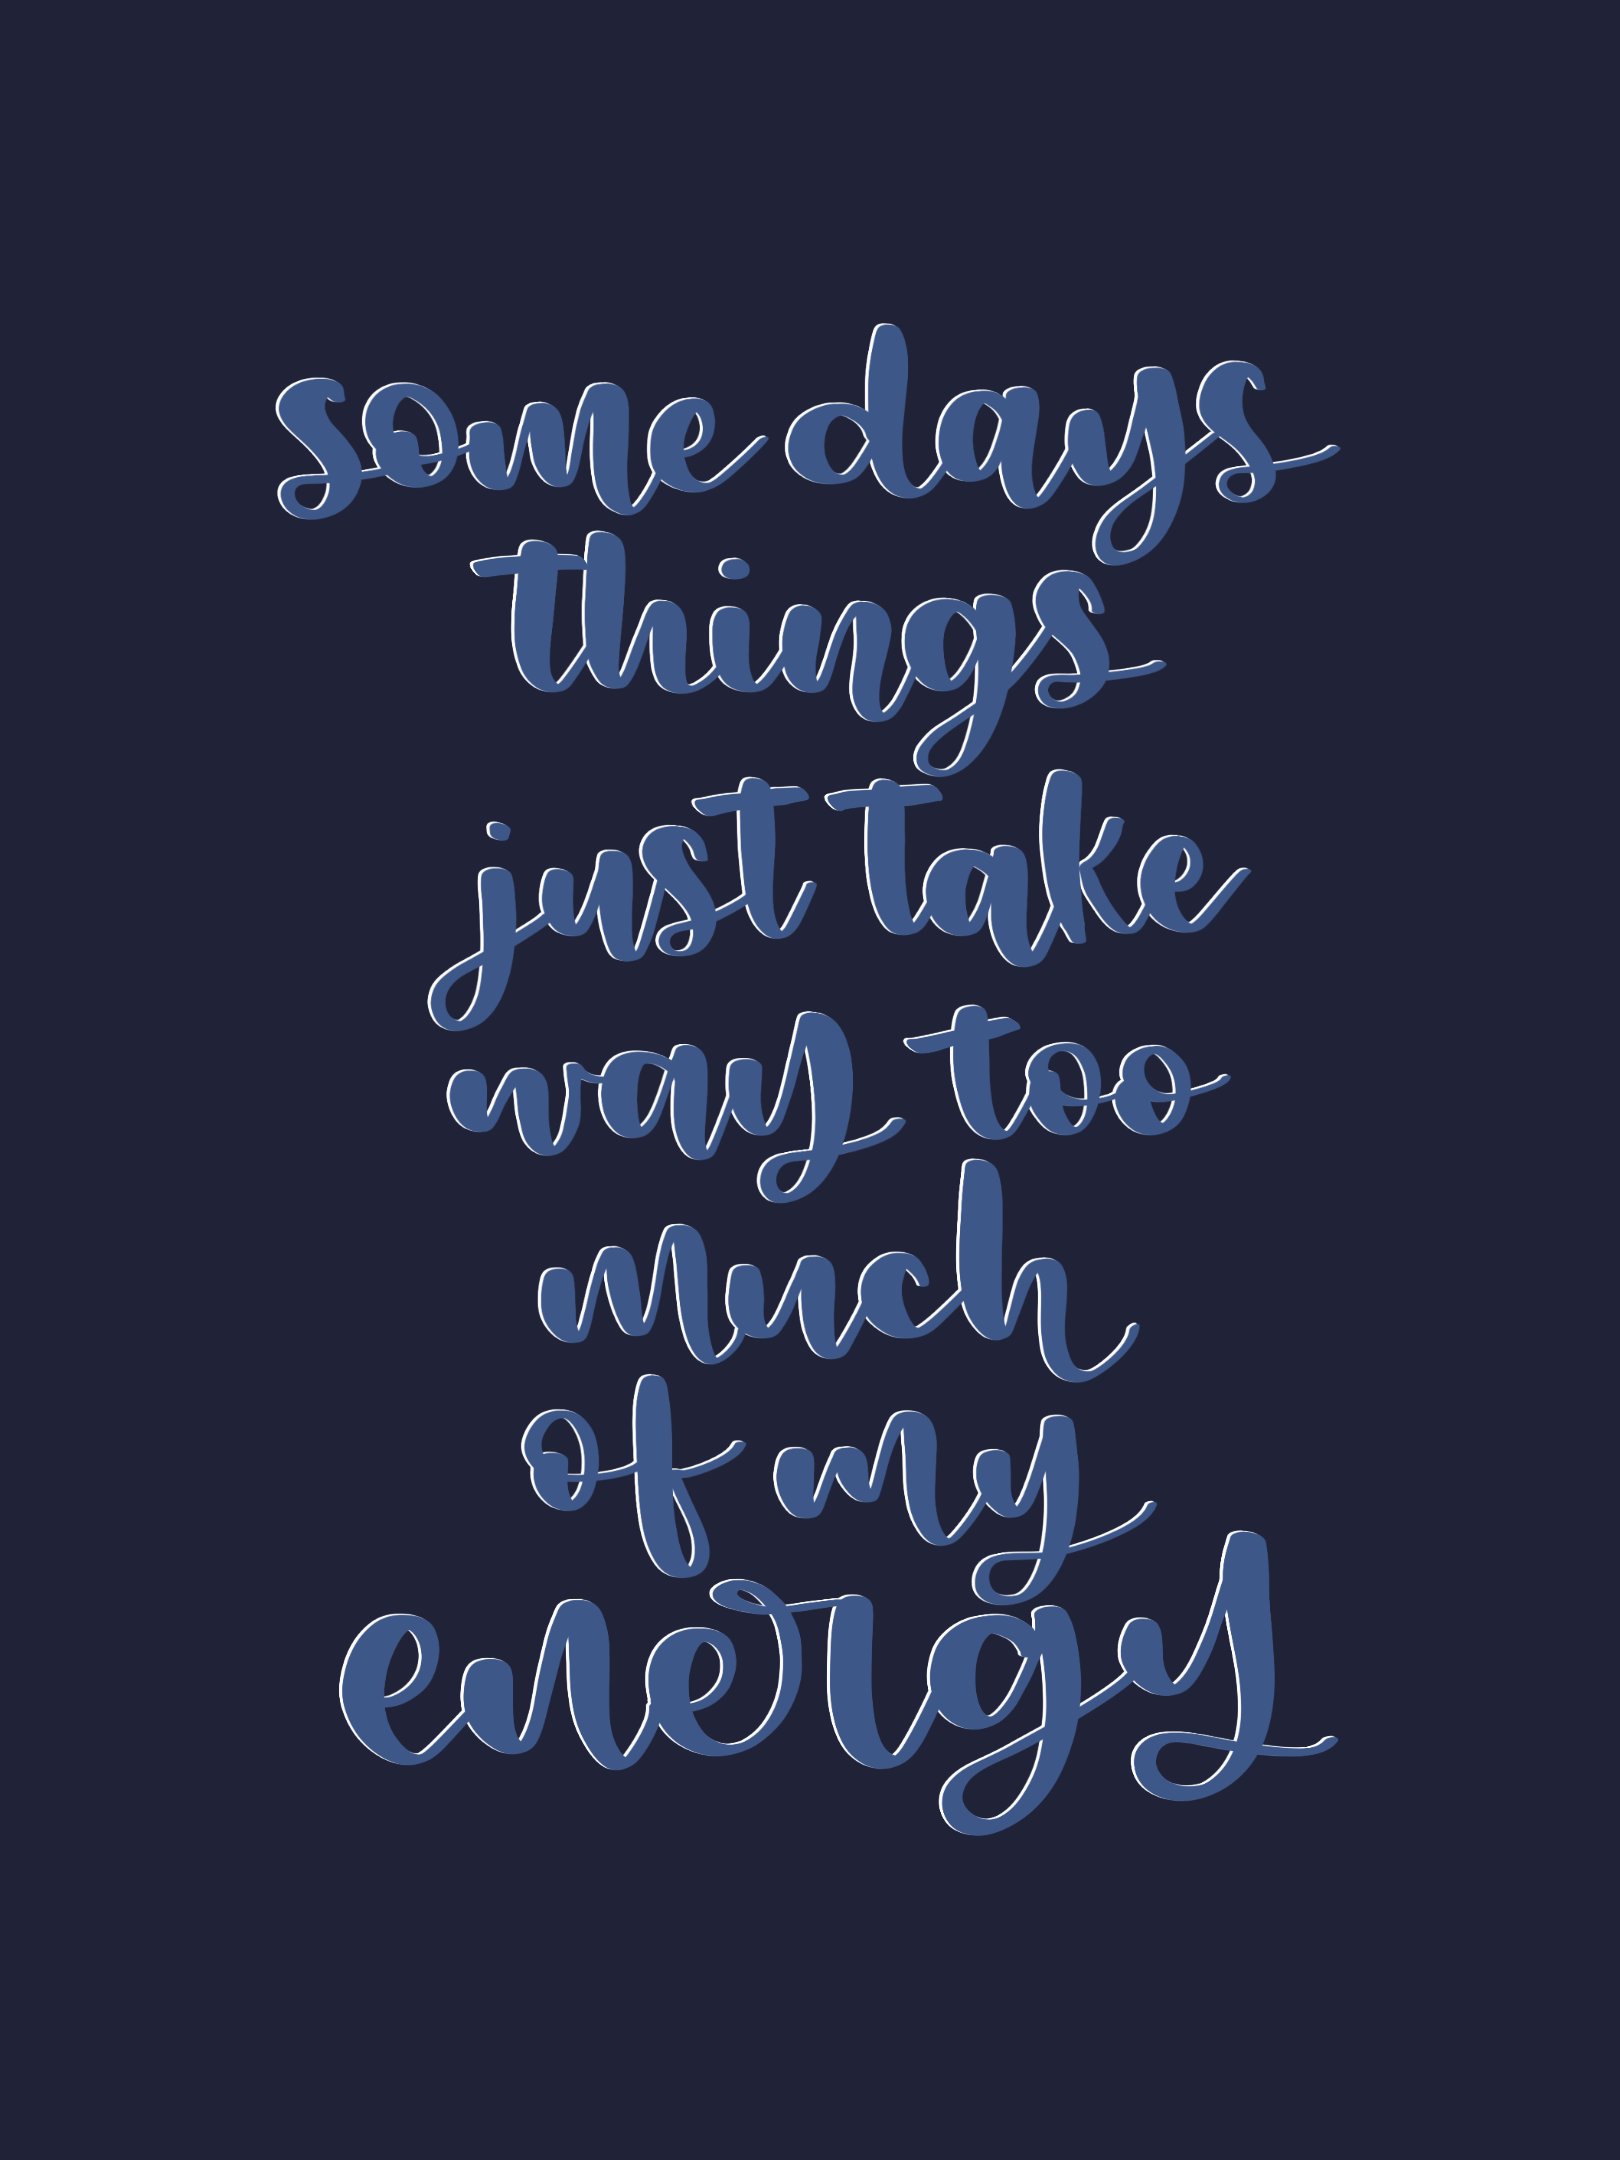 some days
things
just take
way too
much
of my
energy